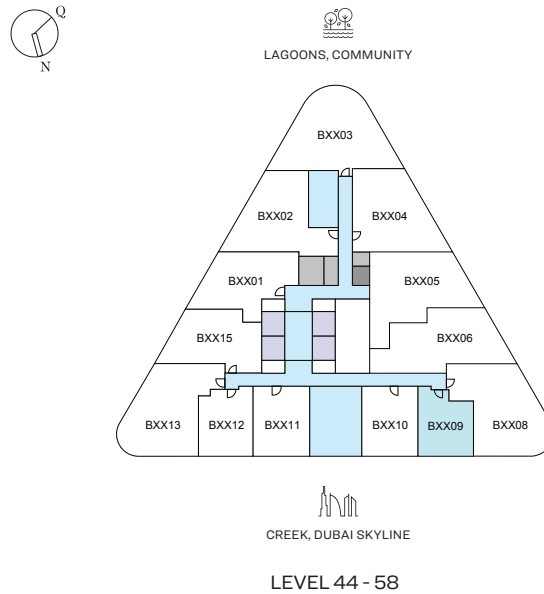 Q
N
LAGOONS, COMMUNITY
BXX03
BXX02
BXX04
BXX01
BXX05
BXX15
BXX06
BXX13
BXX12
BXX11
BXX10
BXX09
BXX08
CREEK, DUBAI SKYLINE
LEVEL 44 - 58